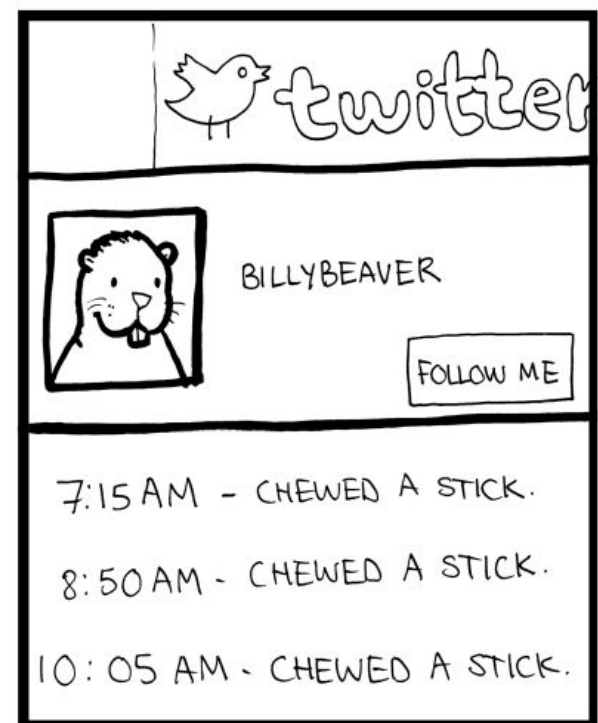 twitter
BILLYBEAVER
FOLLOW ME
7:15 AM - CHEWED A STICK.
8:50 AM - CHEWED A STICK.
10:05 AM - CHEWED A STICK.